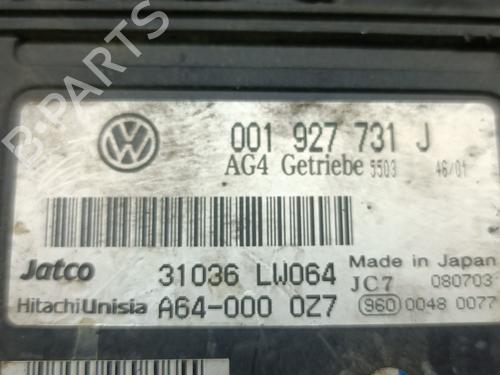 001 927 731 J
AG4 Getriebe 5503 46/01
Jatco 31036 LW064 Made in Japan
JC7 080703
HitachiUnisia A64-000 0Z7 960 0048 0077
B-PARTS